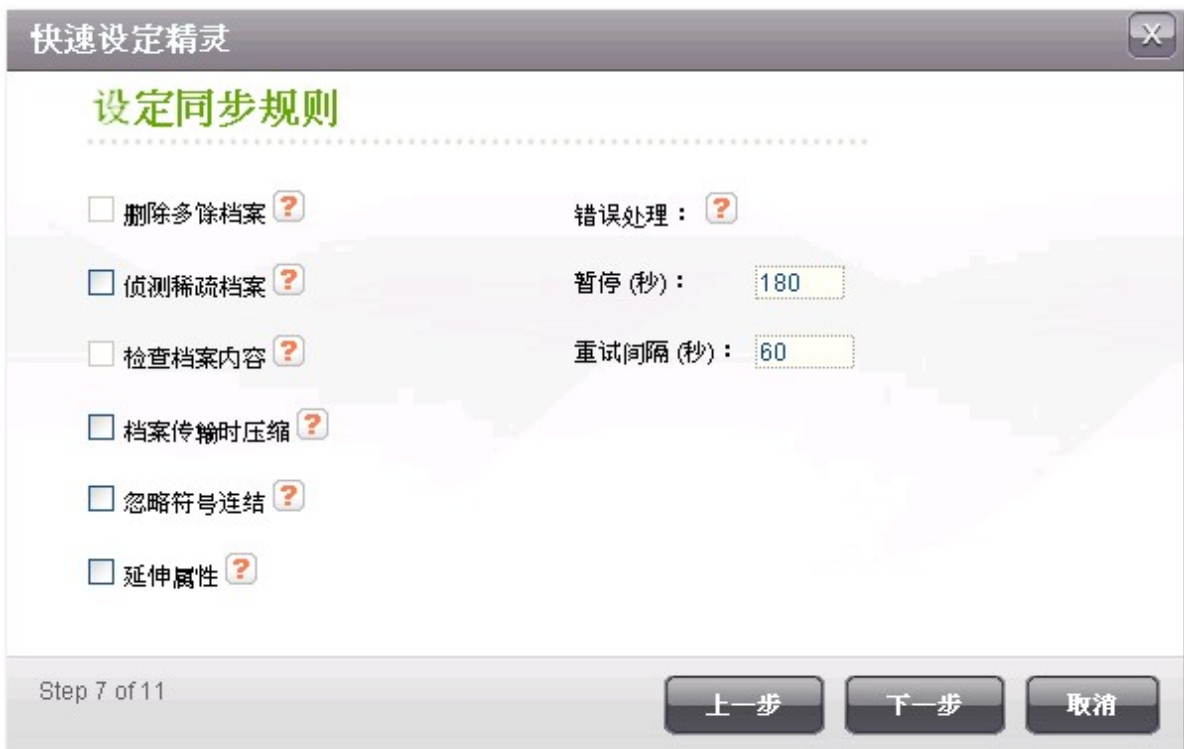 快速设定精灵
X
设定同步规则
删除多馀档案 ?
侦测稀疏档案 ?
检查档案内容 ?
档案传输时压缩 ?
忽略符号连结 ?
延伸属性 ?
错误处理： ?
暂停 (秒)： 180
重试间隔 (秒)： 60
Step 7 of 11
上一步
下一步
取消